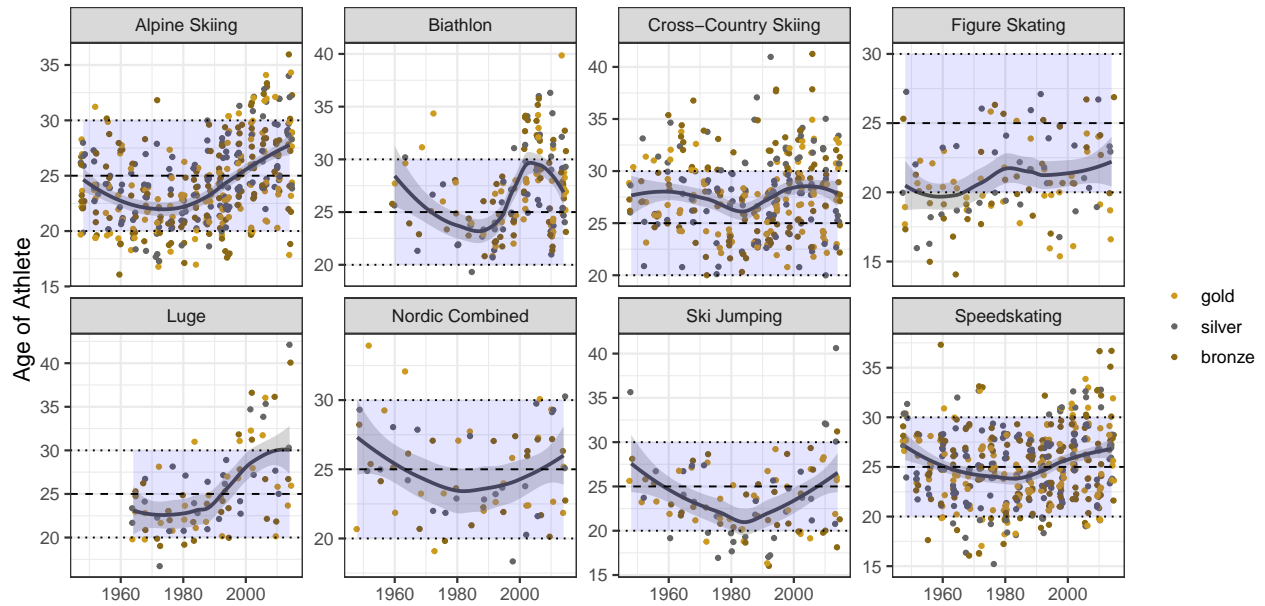 Alpine Skiing Biathlon Cross−Country Skiing Figure Skating
35 30 25 20 15
40 35 30 25 20
40 35 30 25 20
30 25 20 15
Luge Nordic Combined Ski Jumping Speedskating
40 35 30 25 20
30 25 20
40 35 30 25 20 15
35 30 25 20 15
1960 1980 2000 1960 1980 2000 1960 1980 2000 1960 1980 2000
Age of Athlete
gold
silver
bronze